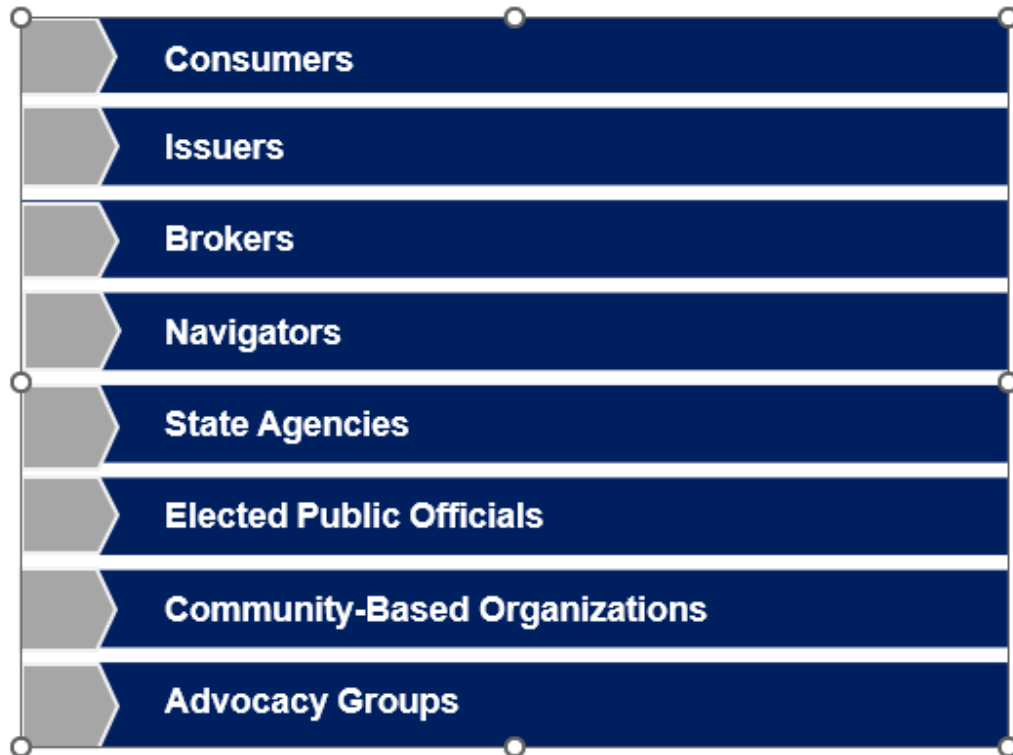 Consumers
Issuers
Brokers
Navigators
State Agencies
Elected Public Officials
Community-Based Organizations
Advocacy Groups